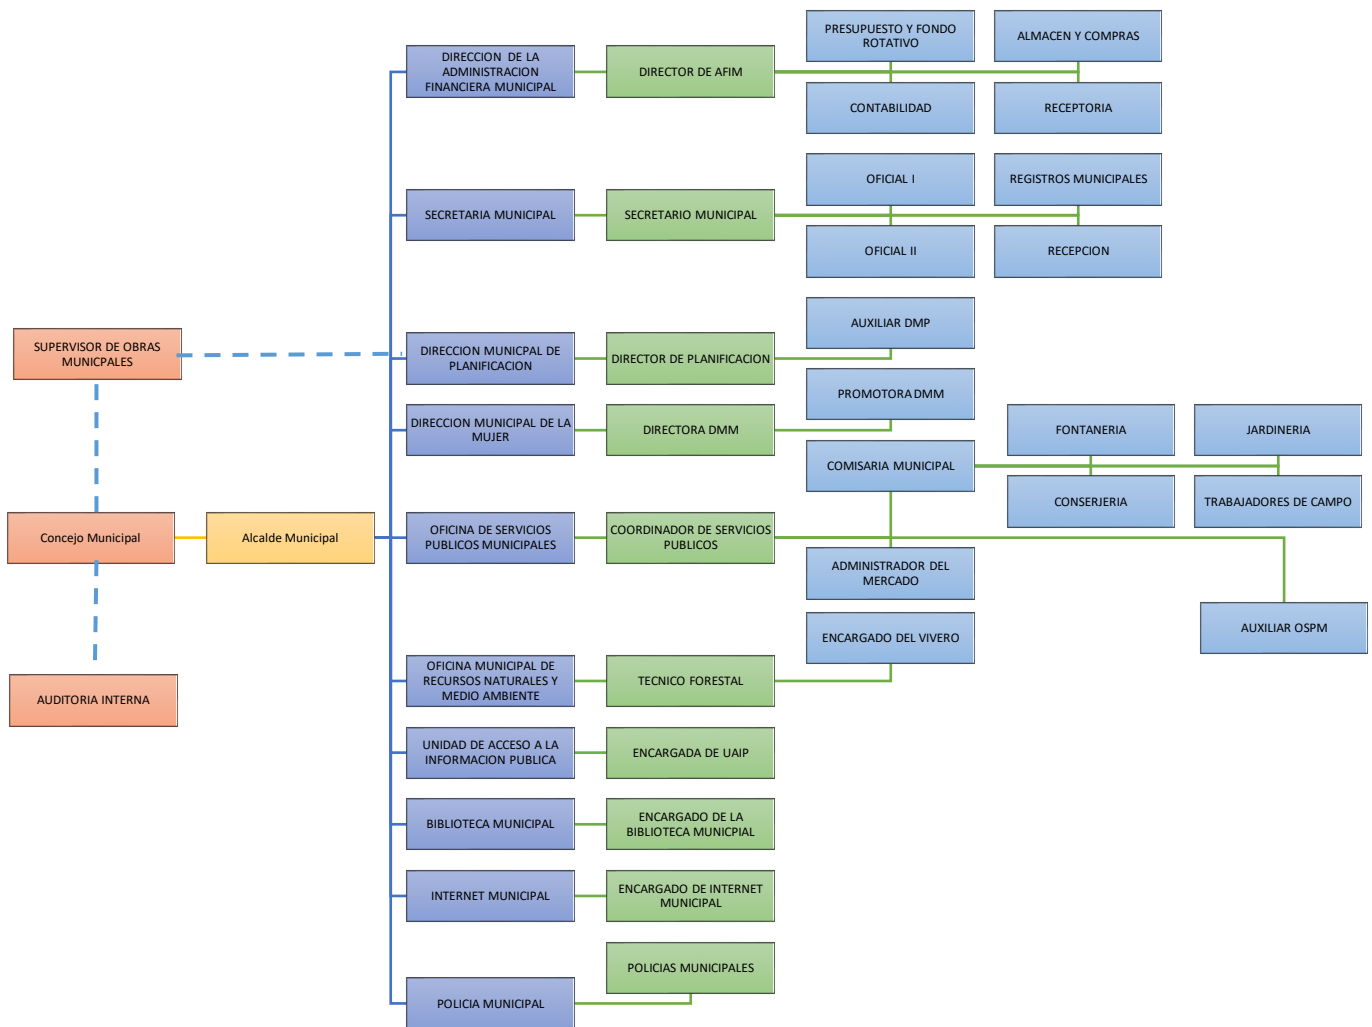 PRESUPUESTO Y FONDO
ROTATIVO
ALMACEN Y COMPRAS
DIRECCION DE LA
ADMINISTRACION
FINANCIERA MUNICIPAL
DIRECTOR DE AFIM
CONTABILIDAD
RECEPTORIA
OFICIAL I
REGISTROS MUNICIPALES
SECRETARIA MUNICIPAL
SECRETARIO MUNICIPAL
OFICIAL II
RECEPCION
AUXILIAR DMP
SUPERVISOR DE OBRAS
MUNICPALES
DIRECCION MUNICPAL DE
PLANIFICACION
DIRECTOR DE PLANIFICACION
PROMOTORA DMM
DIRECCION MUNICIPAL DE LA
MUJER
DIRECTORA DMM
FONTANERIA
JARDINERIA
COMISARIA MUNICIPAL
CONSERJERIA
TRABAJADORES DE CAMPO
Concejo Municipal
Alcalde Municipal
OFICINA DE SERVICIOS
PUBLICOS MUNICIPALES
COORDINADOR DE SERVICIOS
PUBLICOS
ADMINISTRADOR DEL
MERCADO
AUXILIAR OSPM
ENCARGADO DEL VIVERO
AUDITORIA INTERNA
OFICINA MUNICIPAL DE
RECURSOS NATURALES Y
MEDIO AMBIENTE
TECNICO FORESTAL
UNIDAD DE ACCESO A LA
INFORMACION PUBLICA
ENCARGADA DE UAIP
BIBLIOTECA MUNICIPAL
ENCARGADO DE LA
BIBLIOTECA MUNICPIAL
INTERNET MUNICIPAL
ENCARGADO DE INTERNET
MUNICIPAL
POLICIAS MUNICIPALES
POLICIA MUNICIPAL